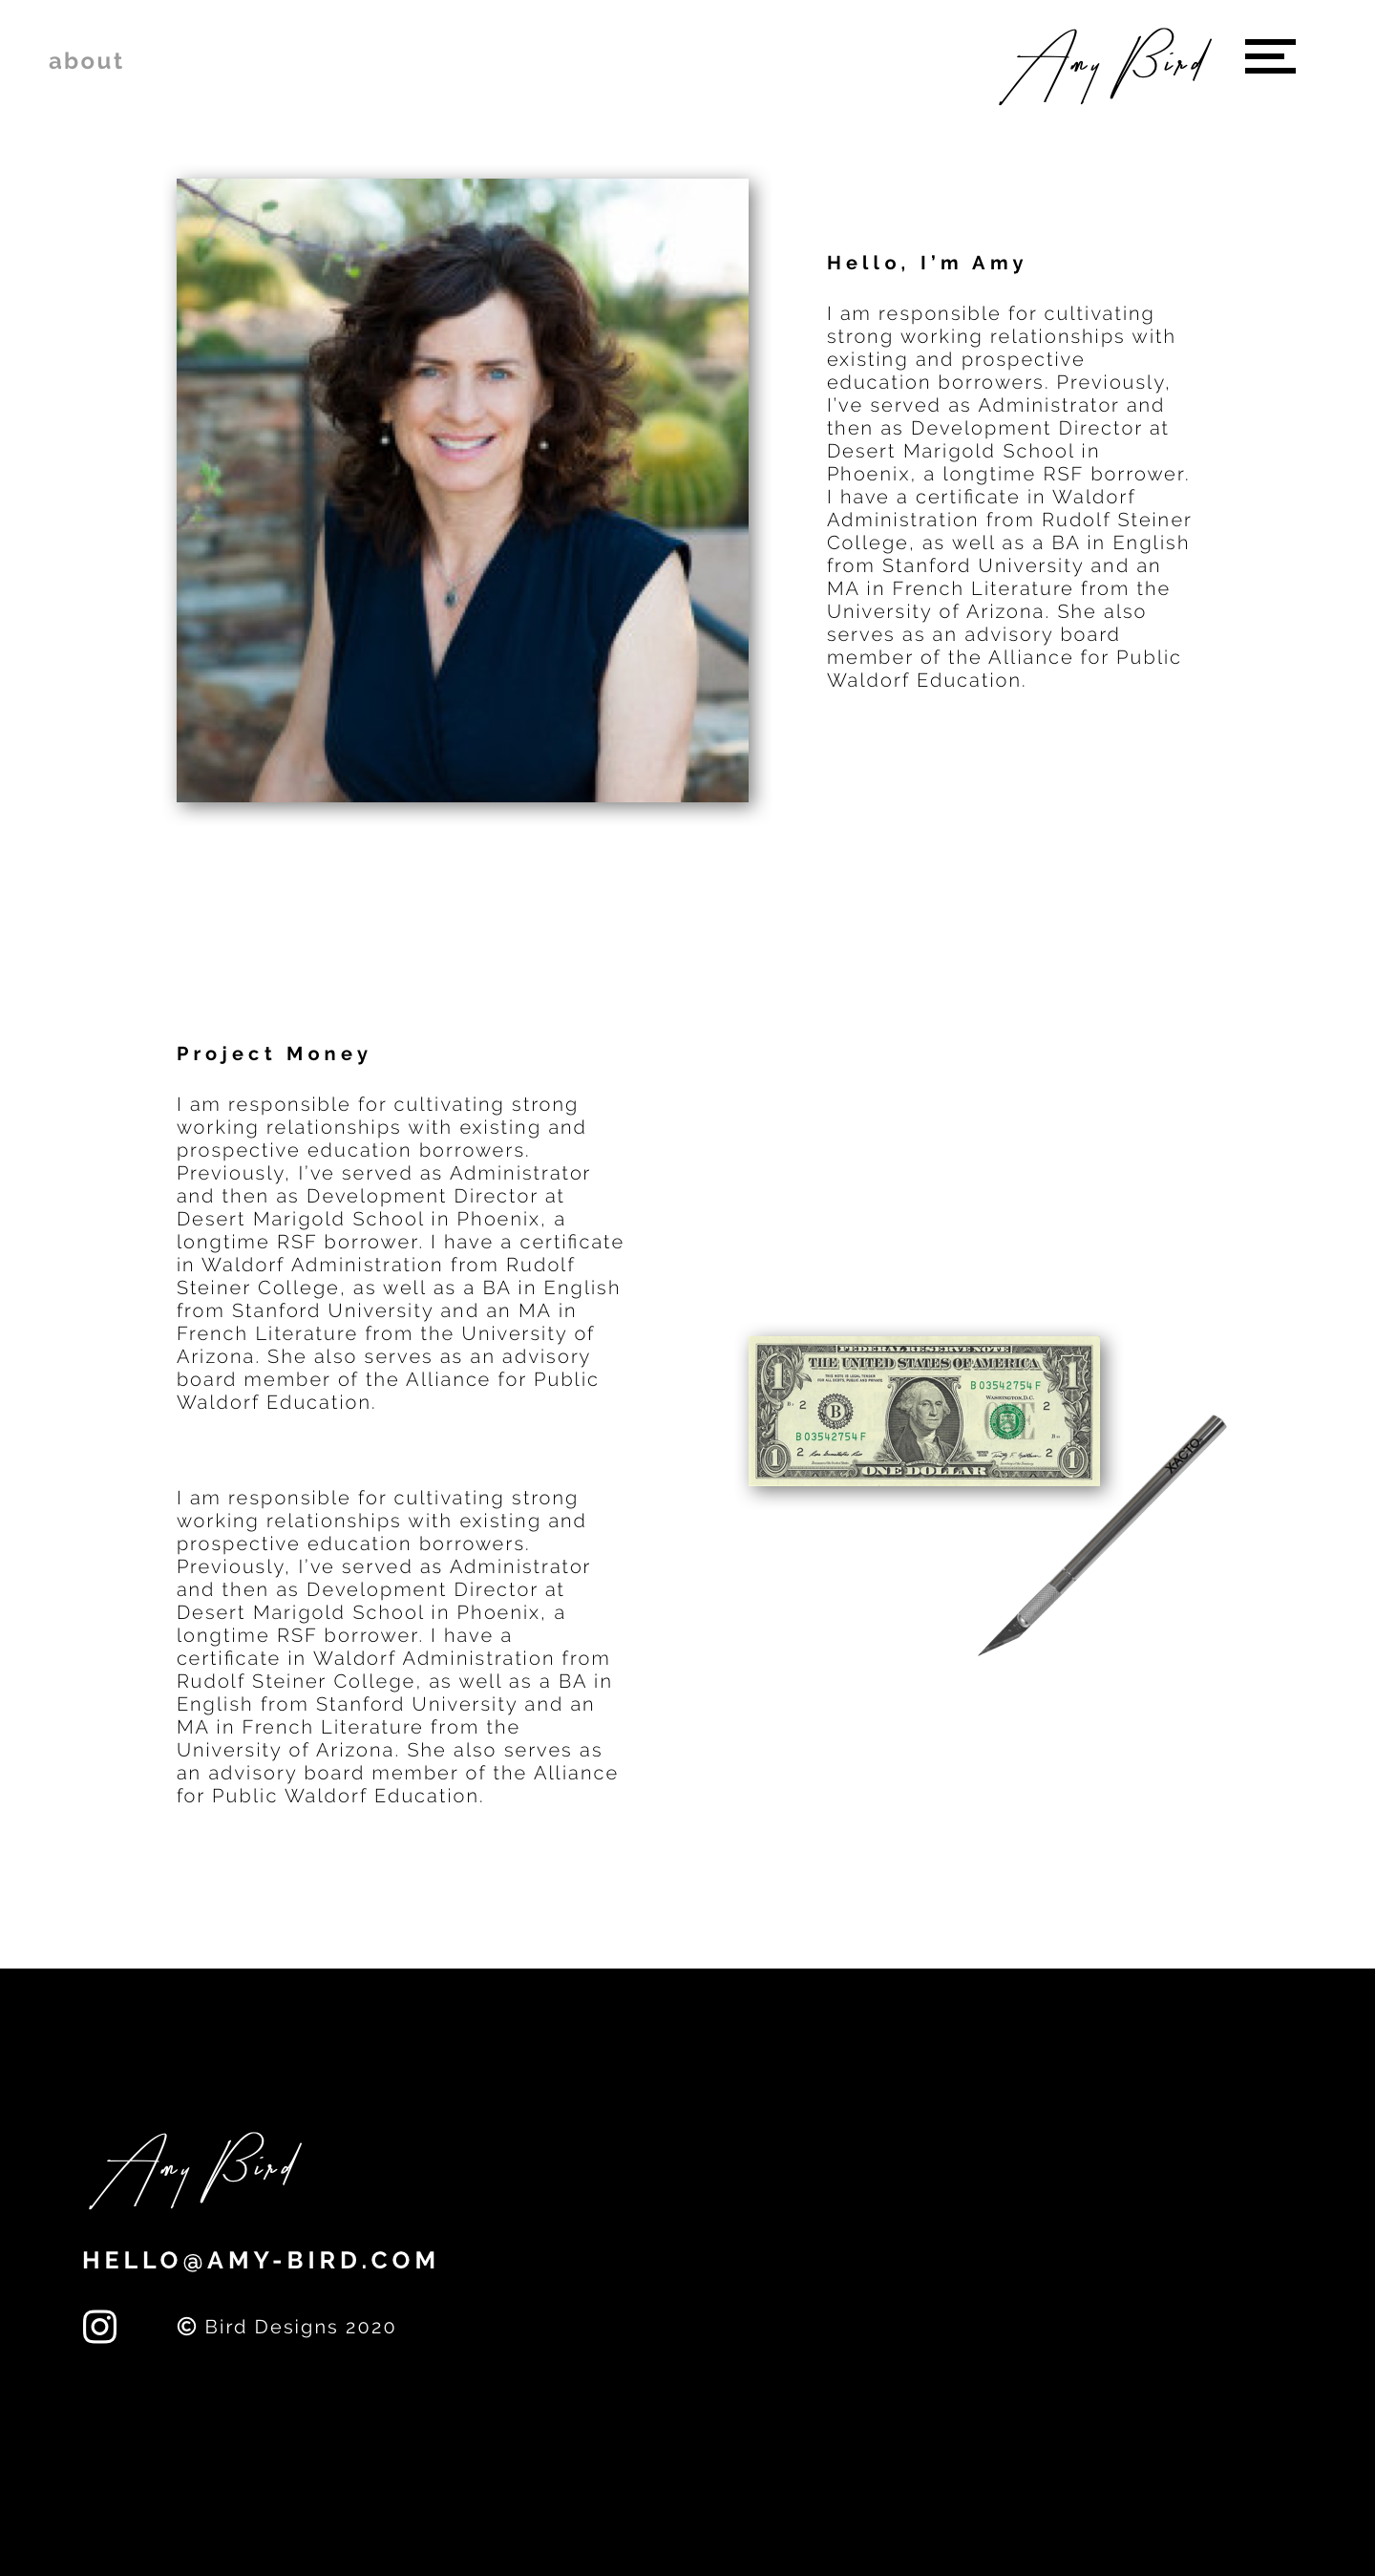 about
Amy Bird
Hello, I’m Amy
I am responsible for cultivating
strong working relationships with
existing and prospective
education borrowers. Previously,
I’ve served as Administrator and
then as Development Director at
Desert Marigold School in
Phoenix, a longtime RSF borrower.
I have a certificate in Waldorf
Administration from Rudolf Steiner
College, as well as a BA in English
from Stanford University and an
MA in French Literature from the
University of Arizona. She also
serves as an advisory board
member of the Alliance for Public
Waldorf Education.
Project Money
I am responsible for cultivating strong
working relationships with existing and
prospective education borrowers.
Previously, I’ve served as Administrator
and then as Development Director at
Desert Marigold School in Phoenix, a
longtime RSF borrower. I have a certificate
in Waldorf Administration from Rudolf
Steiner College, as well as a BA in English
from Stanford University and an MA in
French Literature from the University of
Arizona. She also serves as an advisory
board member of the Alliance for Public
Waldorf Education.
I am responsible for cultivating strong
working relationships with existing and
prospective education borrowers.
Previously, I’ve served as Administrator
and then as Development Director at
Desert Marigold School in Phoenix, a
longtime RSF borrower. I have a
certificate in Waldorf Administration from
Rudolf Steiner College, as well as a BA in
English from Stanford University and an
MA in French Literature from the
University of Arizona. She also serves as
an advisory board member of the Alliance
for Public Waldorf Education.
FEDERAL RESERVE NOTE
THE UNITED STATES OF AMERICA
1 1
B 03542754 F
WASHINGTON, D.C.
2 B 2
B 03542754 F
2 2
1 1
ONE DOLLAR
X-ACTO
Amy Bird
HELLO@AMY-BIRD.COM
© Bird Designs 2020